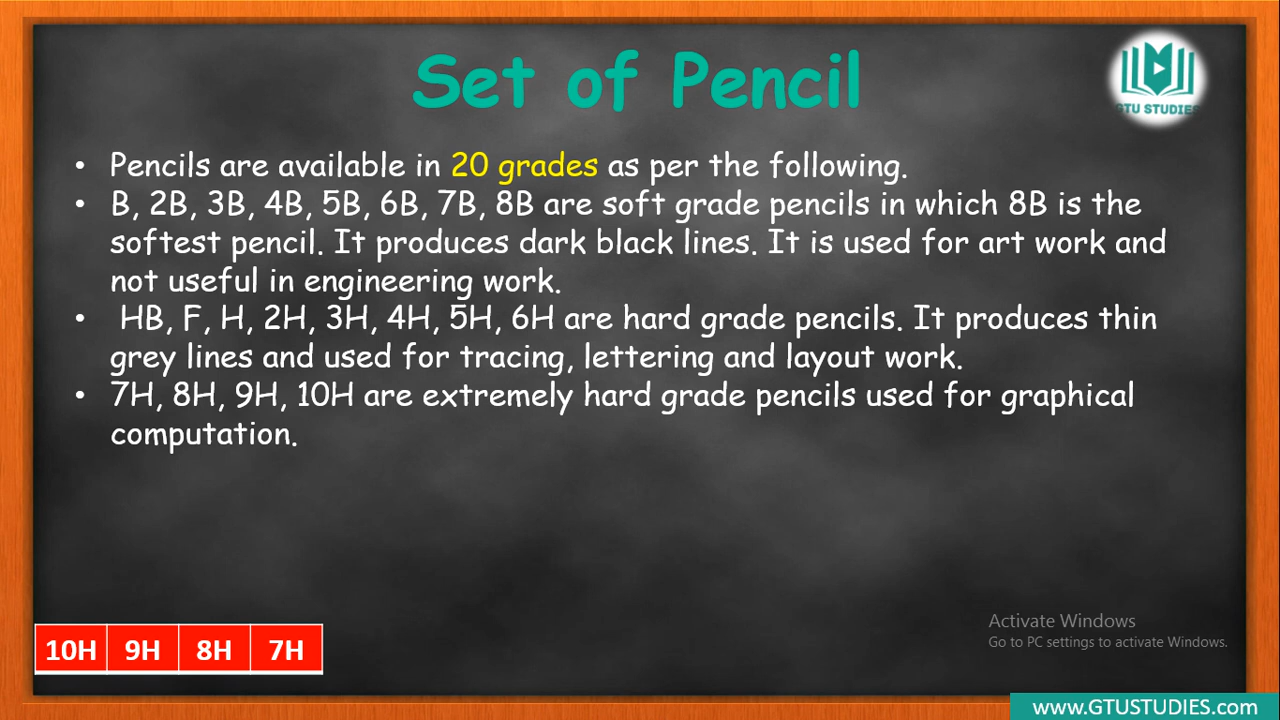 Set of Pencil
GTU STUDIES
• Pencils are available in 20 grades as per the following.
• B, 2B, 3B, 4B, 5B, 6B, 7B, 8B are soft grade pencils in which 8B is the
softest pencil. It produces dark black lines. It is used for art work and
not useful in engineering work.
• HB, F, H, 2H, 3H, 4H, 5H, 6H are hard grade pencils. It produces thin
grey lines and used for tracing, lettering and layout work.
• 7H, 8H, 9H, 10H are extremely hard grade pencils used for graphical
computation.
Activate Windows
Go to PC settings to activate Windows.
10H 9H 8H 7H
www.GTUSTUDIES.com